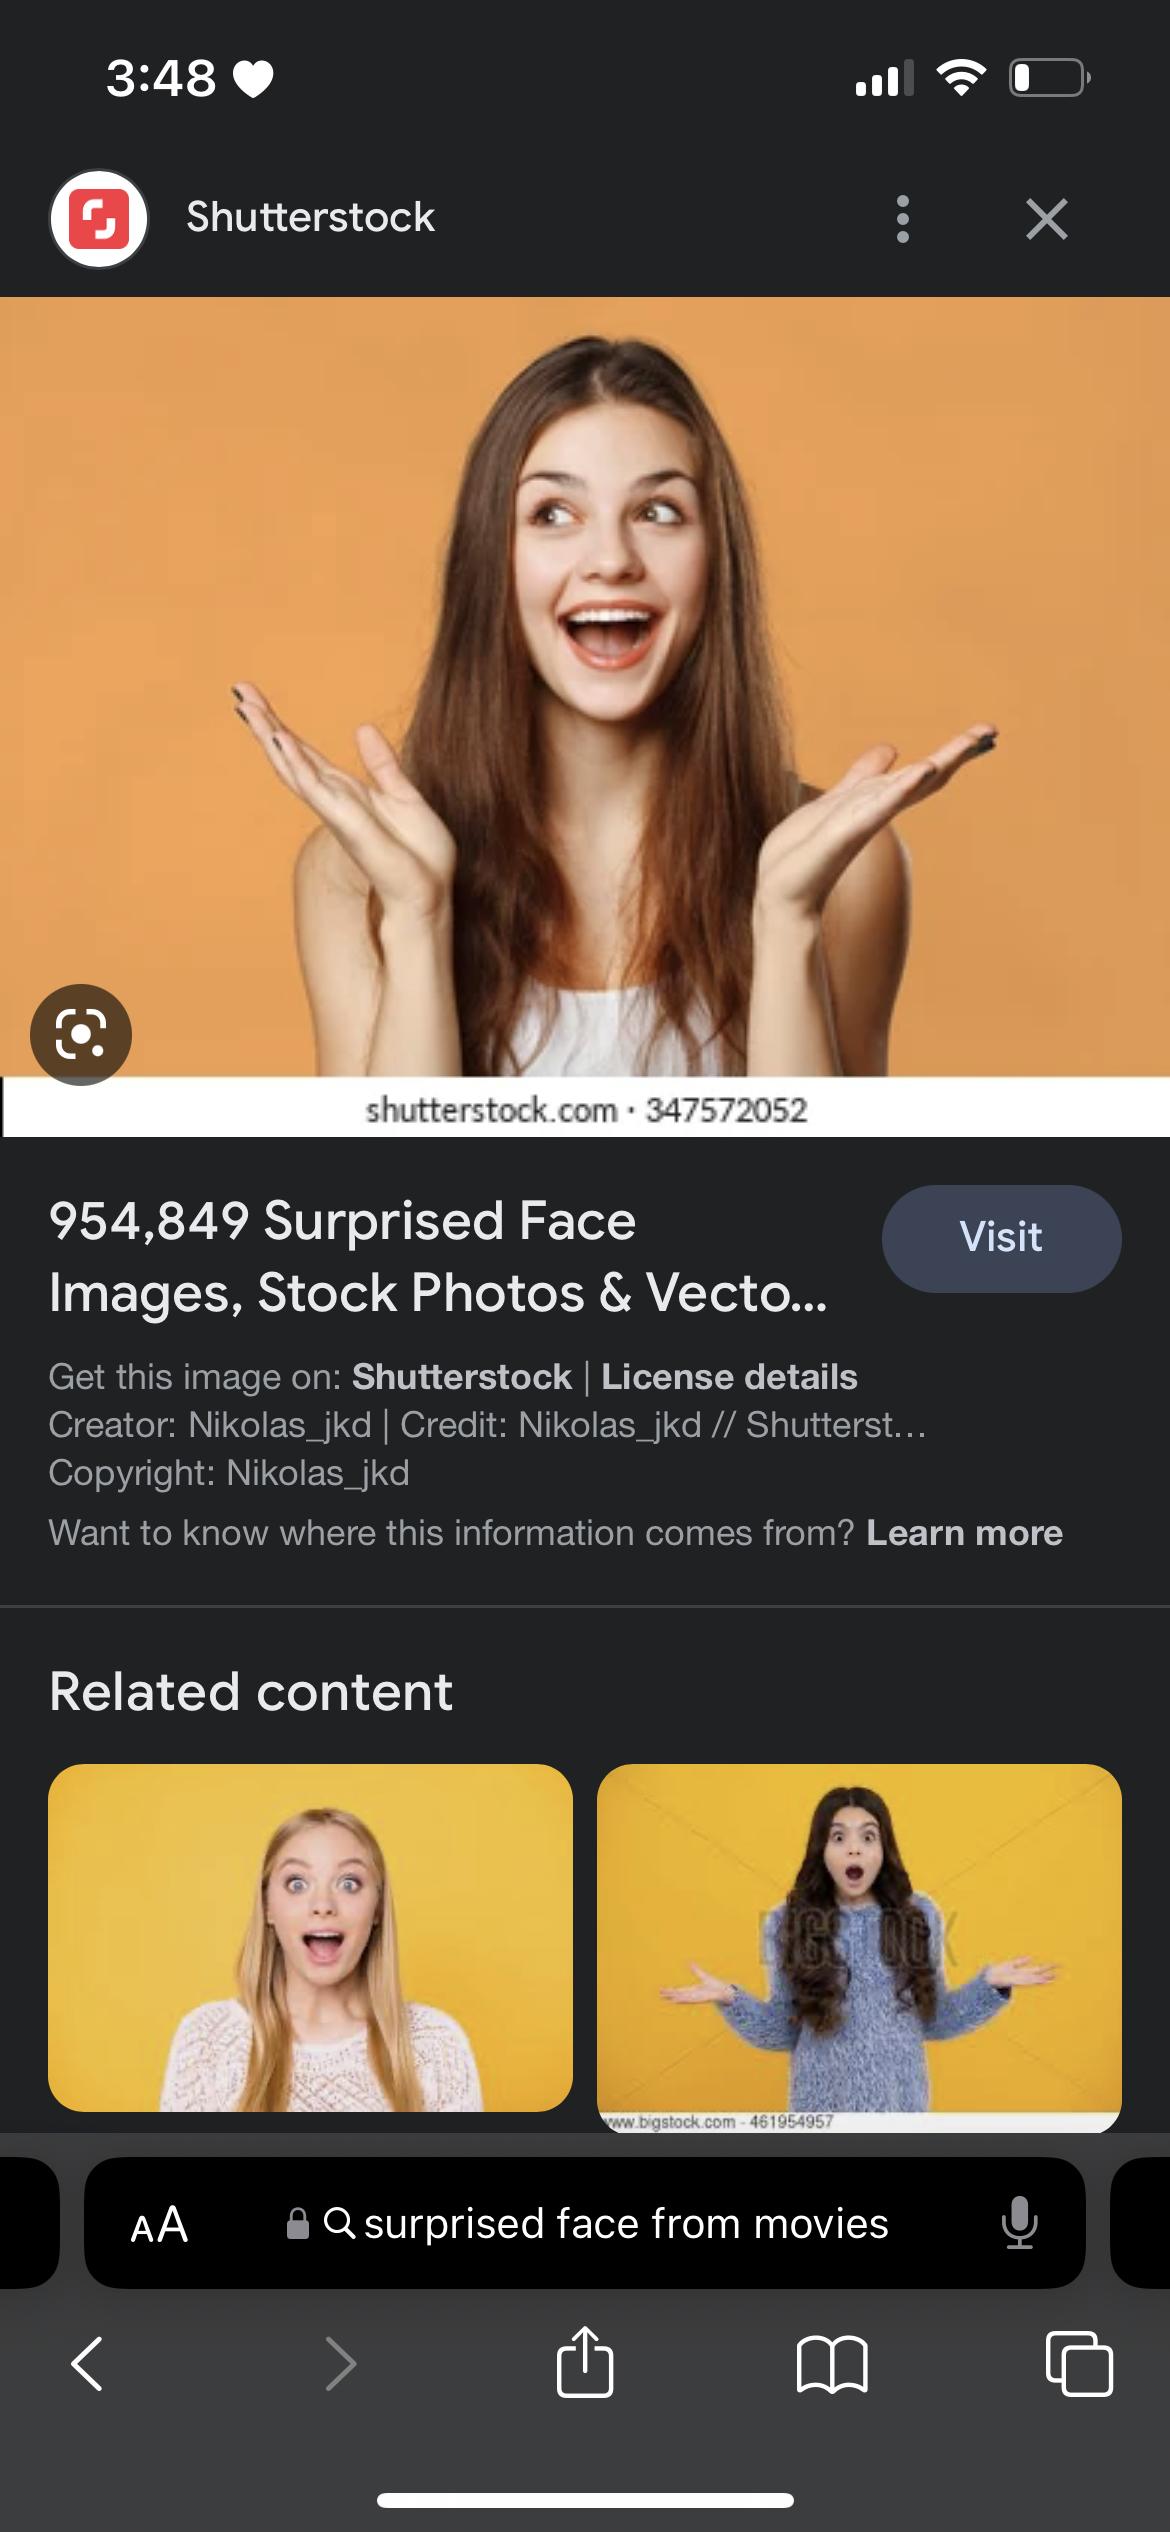 3:48
Shutterstock
shutterstock.com · 347572052
954,849 Surprised Face
Images, Stock Photos & Vecto...
Visit
Get this image on: Shutterstock | License details
Creator: Nikolas_jkd | Credit: Nikolas_jkd // Shutterst...
Copyright: Nikolas_jkd
Want to know where this information comes from? Learn more
Related content
BIGSTOCK
www.bigstock.com · 461954957
AA
surprised face from movies